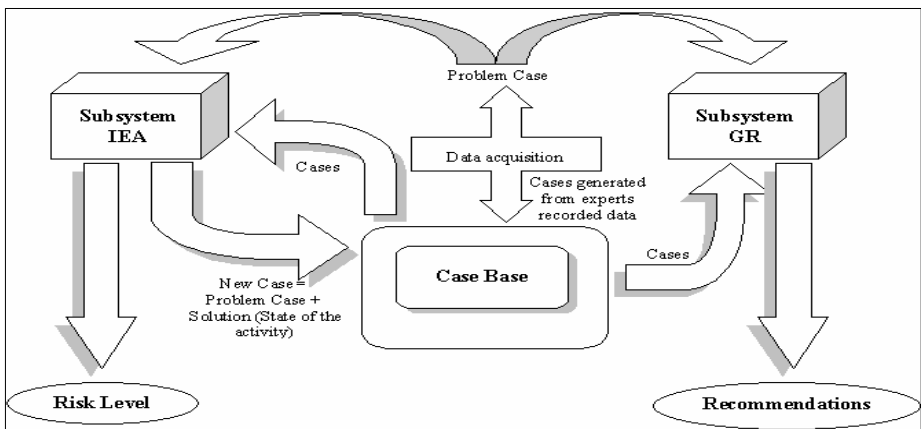 Problem Case
Subsystem
IEA
Subsystem
GR
Data acquisition
Cases
Cases generated
from experts
recorded data
Cases
Case Base
New Case =
Problem Case +
Solution (State of the
activity)
Risk Level
Recommendations